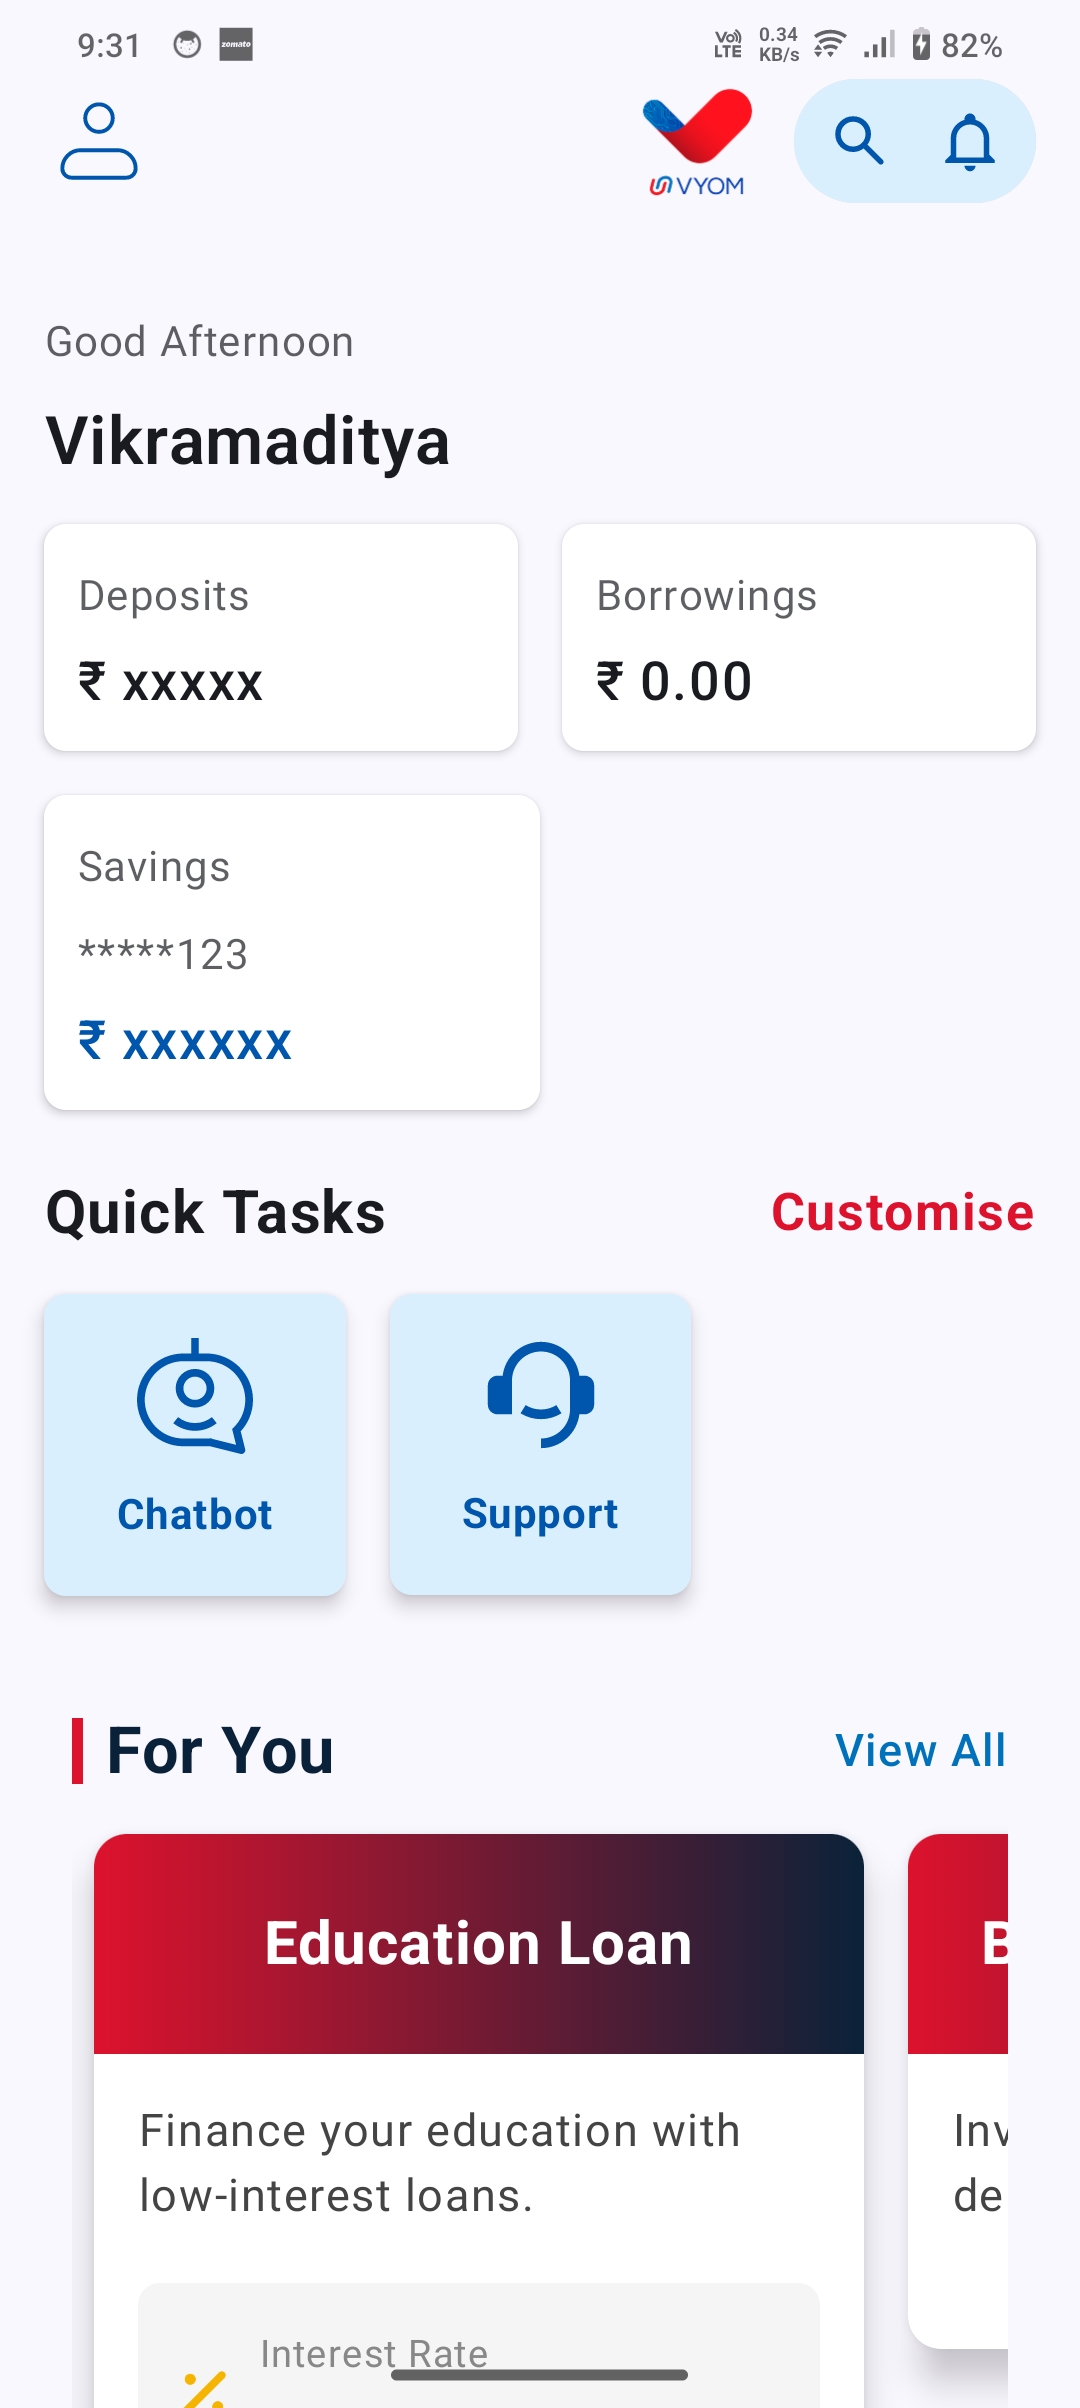 9:31 zomato Vo)) LTE 0.34 KB/s 82%
VYOM
Good Afternoon
Vikramaditya
Deposits Borrowings
₹ xxxxx ₹ 0.00
Savings
*****123
₹ xxxxxx
Quick Tasks Customise
Chatbot Support
For You View All
Education Loan B
Finance your education with Inv
low-interest loans. de
Interest Rate